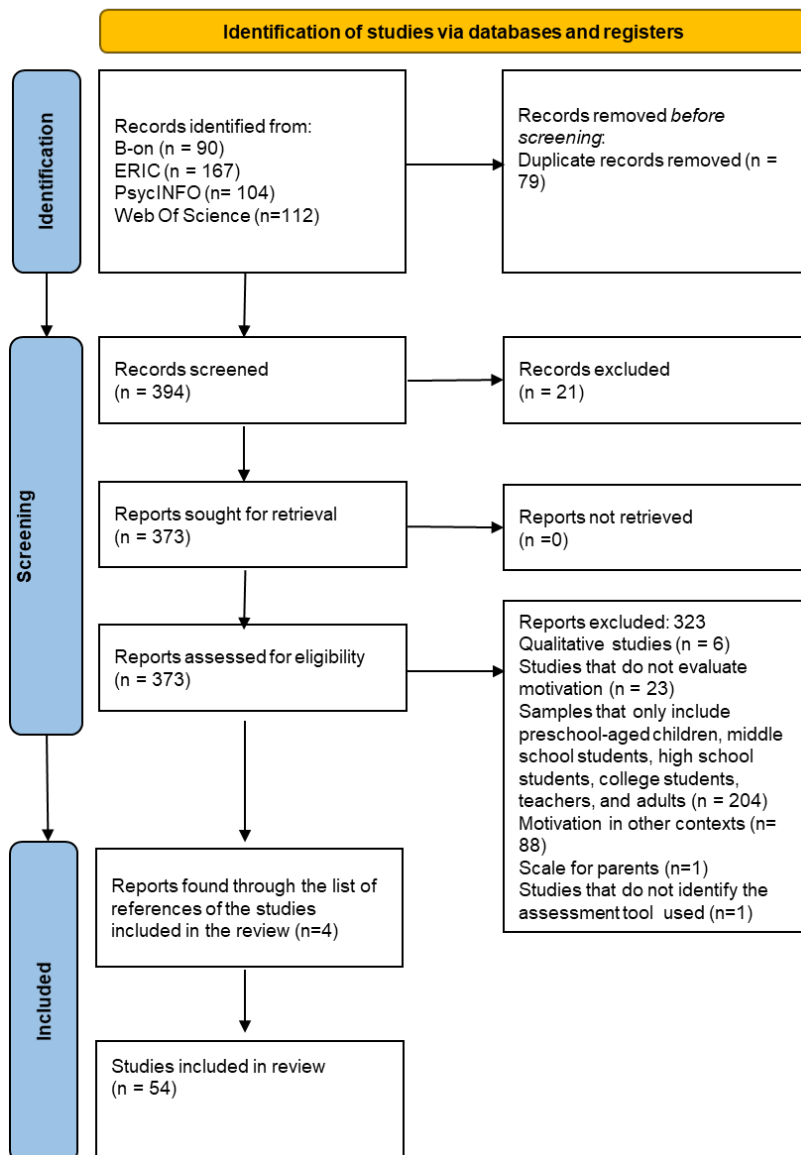 Identification of studies via databases and registers
Identification
Records identified from:
B-on (n = 90)
ERIC (n = 167)
PsycINFO (n= 104)
Web Of Science (n=112)
Records removed before
screening:
Duplicate records removed (n =
79)
Screening
Records screened
(n = 394)
Records excluded
(n = 21)
Reports sought for retrieval
(n = 373)
Reports not retrieved
(n =0)
Reports assessed for eligibility
(n = 373)
Reports excluded: 323
Qualitative studies (n = 6)
Studies that do not evaluate
motivation (n = 23)
Samples that only include
preschool-aged children, middle
school students, high school
students, college students,
teachers, and adults (n = 204)
Motivation in other contexts (n=
88)
Scale for parents (n=1)
Studies that do not identify the
assessment tool used (n=1)
Included
Reports found through the list of
references of the studies
included in the review (n=4)
Studies included in review
(n = 54)